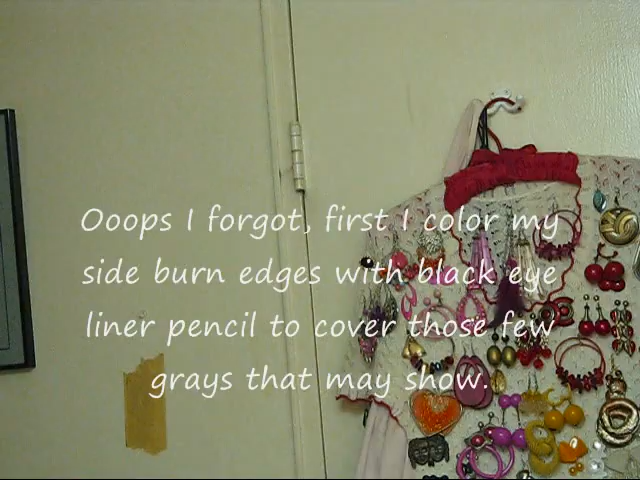 Ooops I forgot, first I color my
side burn edges with black eye
liner pencil to cover those few
grays that may show.